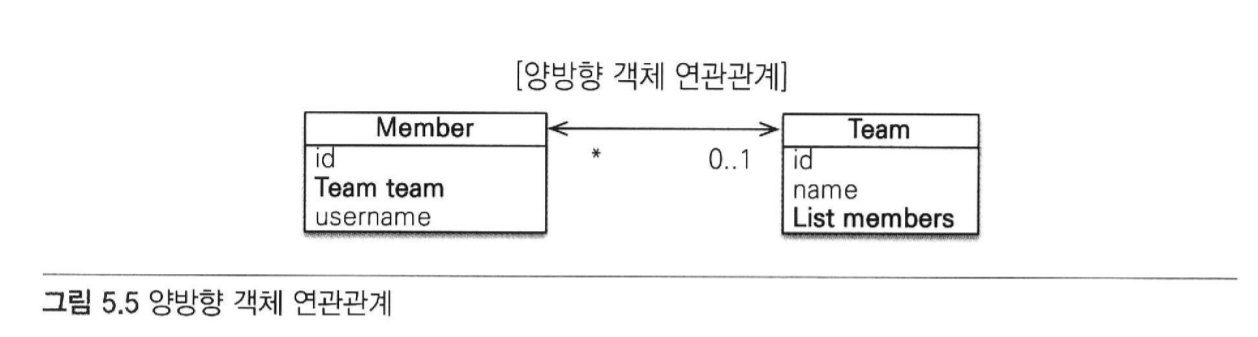 [양방향 객체 연관관계]
Member
id
Team team
username
* 0..1
Team
id
name
List members
그림 5.5 양방향 객체 연관관계